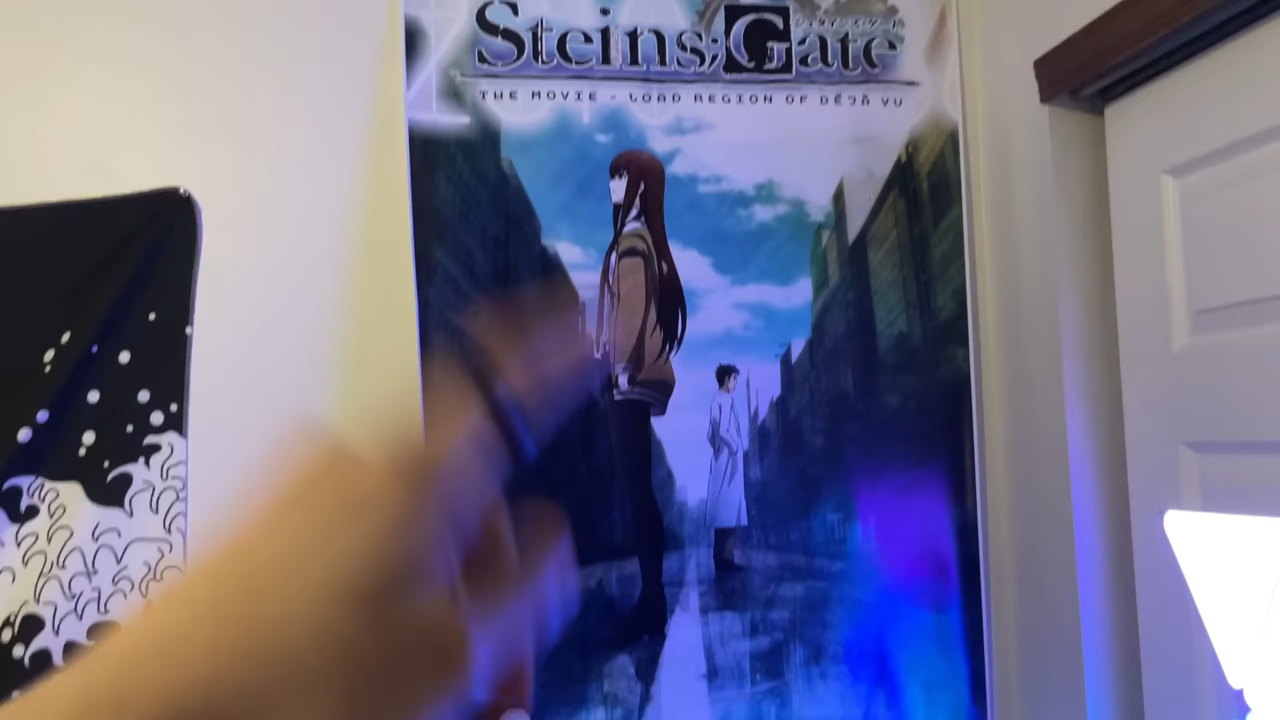 Steins;Gate
THE MOVIE – LOAD REGION OF DÉJÀ VU